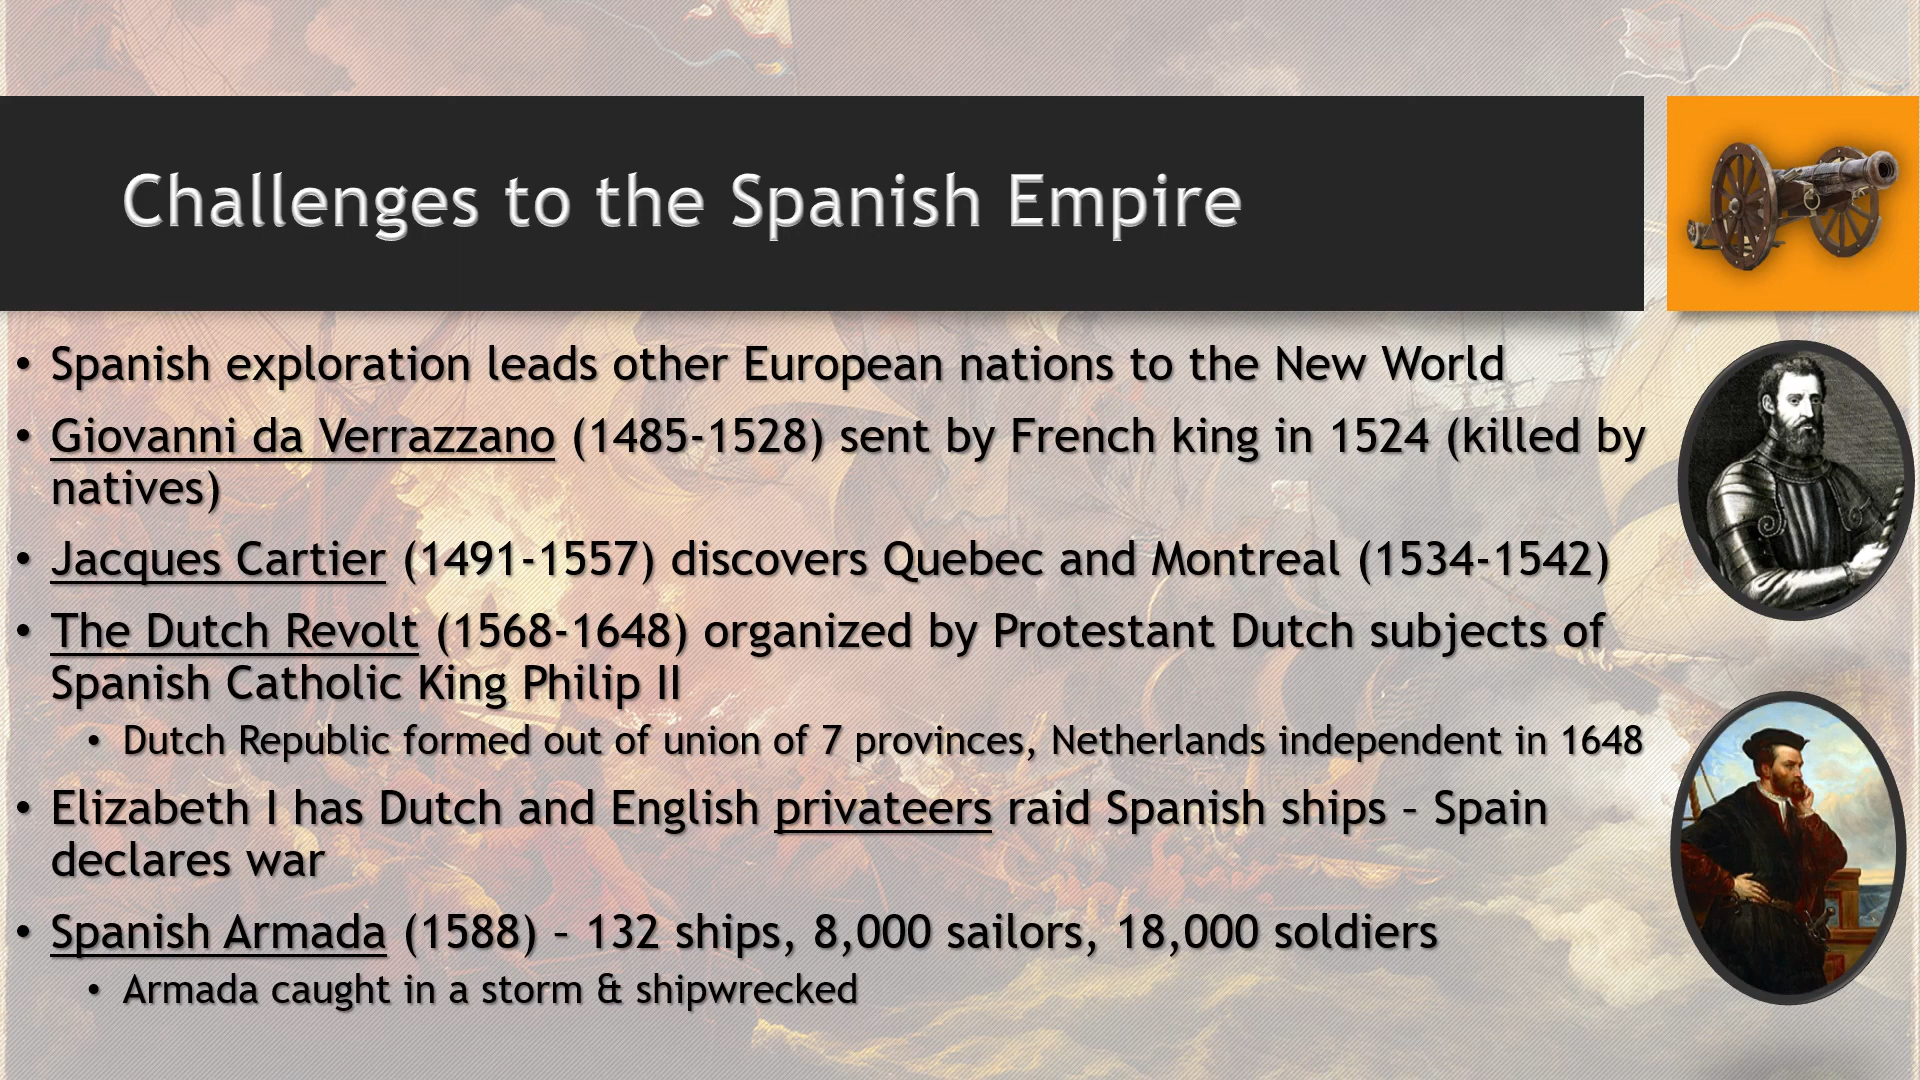 Challenges to the Spanish Empire
• Spanish exploration leads other European nations to the New World
• Giovanni da Verrazzano (1485-1528) sent by French king in 1524 (killed by
natives)
• Jacques Cartier (1491-1557) discovers Quebec and Montreal (1534-1542)
• The Dutch Revolt (1568-1648) organized by Protestant Dutch subjects of
Spanish Catholic King Philip II
• Dutch Republic formed out of union of 7 provinces, Netherlands independent in 1648
• Elizabeth I has Dutch and English privateers raid Spanish ships – Spain
declares war
• Spanish Armada (1588) – 132 ships, 8,000 sailors, 18,000 soldiers
• Armada caught in a storm & shipwrecked